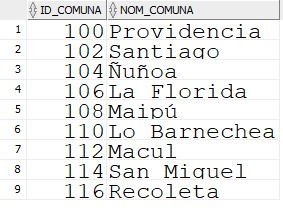 ID_COMUNA NOM_COMUNA
1 100 Providencia
2 102 Santiago
3 104 Ñuñoa
4 106 La Florida
5 108 Maipú
6 110 Lo Barnechea
7 112 Macul
8 114 San Miguel
9 116 Recoleta